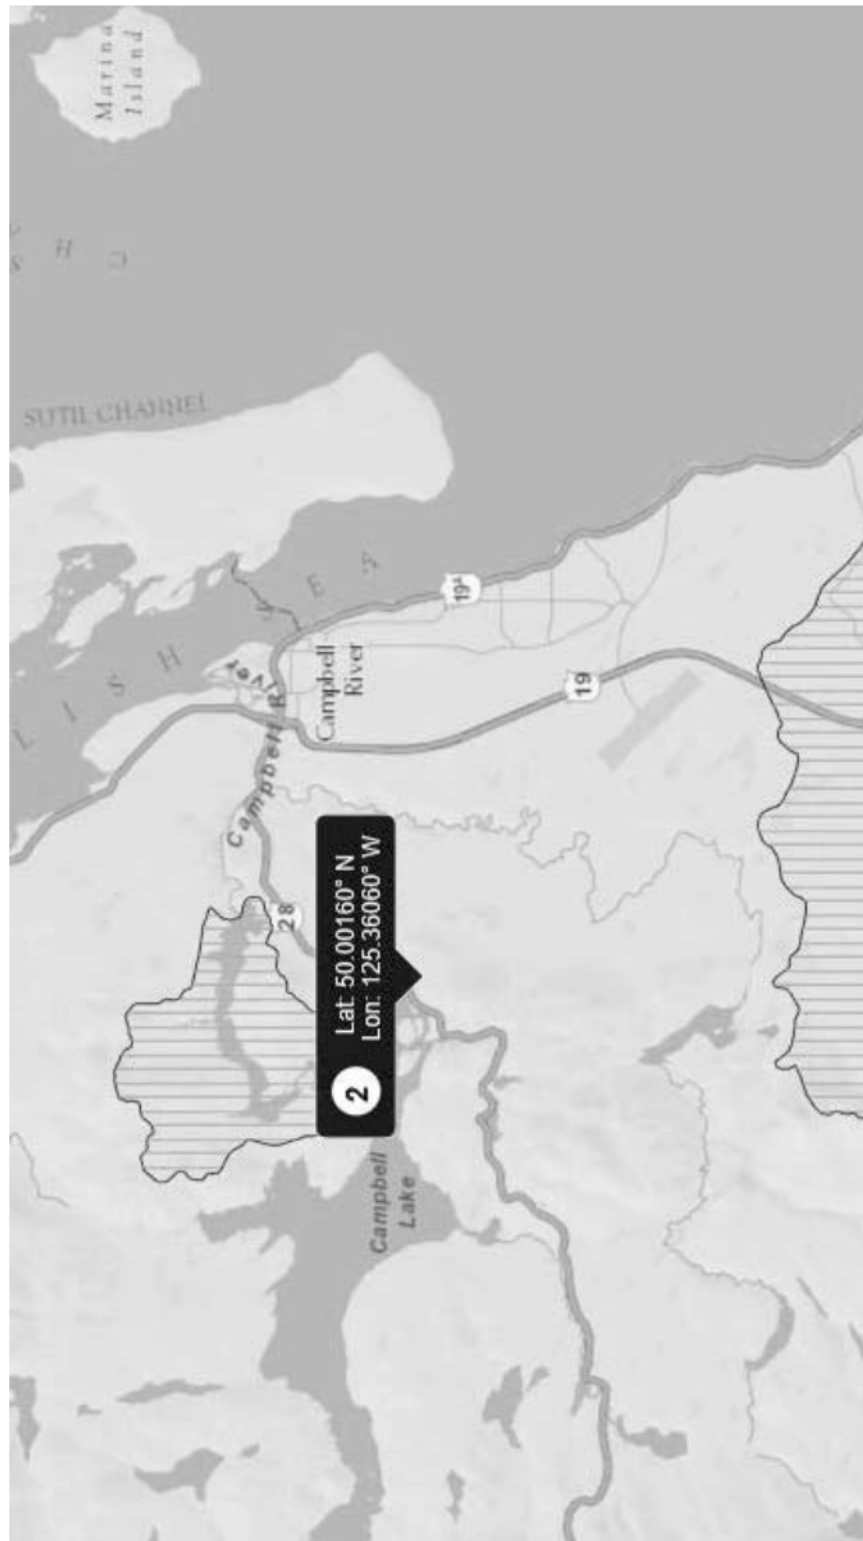 Marina
Island
S H
SUTIL CHANNEL
L I S H S E S
Campbell River
Campbell
River
19A
19
28
2
Lat: 50.00160° N
Lon: 125.36060° W
Campbell
Lake